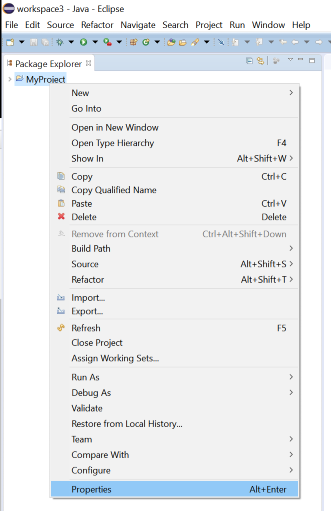 workspace3 - Java - Eclipse
File Edit Source Refactor Navigate Search Project Run Window Help
Package Explorer
MyProject
New
Go Into
Open in New Window
Open Type Hierarchy F4
Show In Alt+Shift+W
Copy Ctrl+C
Copy Qualified Name
Paste Ctrl+V
Delete Delete
Remove from Context Ctrl+Alt+Shift+Down
Build Path
Source Alt+Shift+S
Refactor Alt+Shift+T
Import...
Export...
Refresh F5
Close Project
Assign Working Sets...
Run As
Debug As
Validate
Restore from Local History...
Team
Compare With
Configure
Properties Alt+Enter